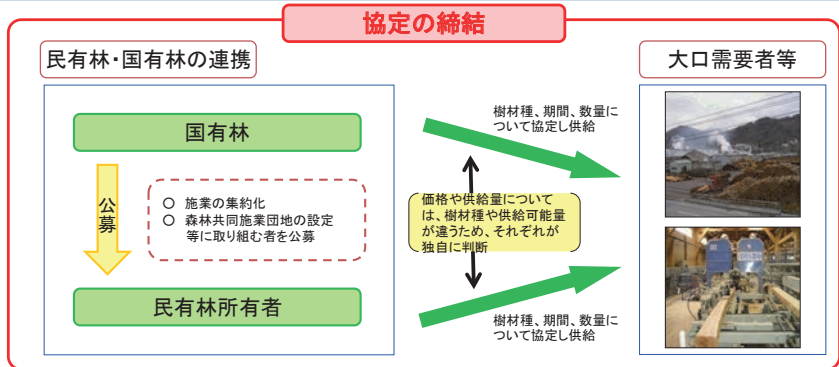 協定の締結
民有林・国有林の連携
国有林
公募
○ 施業の集約化
○ 森林共同施業団地の設定
等に取り組む者を公募
民有林所有者
樹材種、期間、数量に
ついて協定し供給
価格や供給量について
は、樹材種や供給可能量
が違うため、それぞれが
独自に判断
樹材種、期間、数量に
ついて協定し供給
大口需要者等